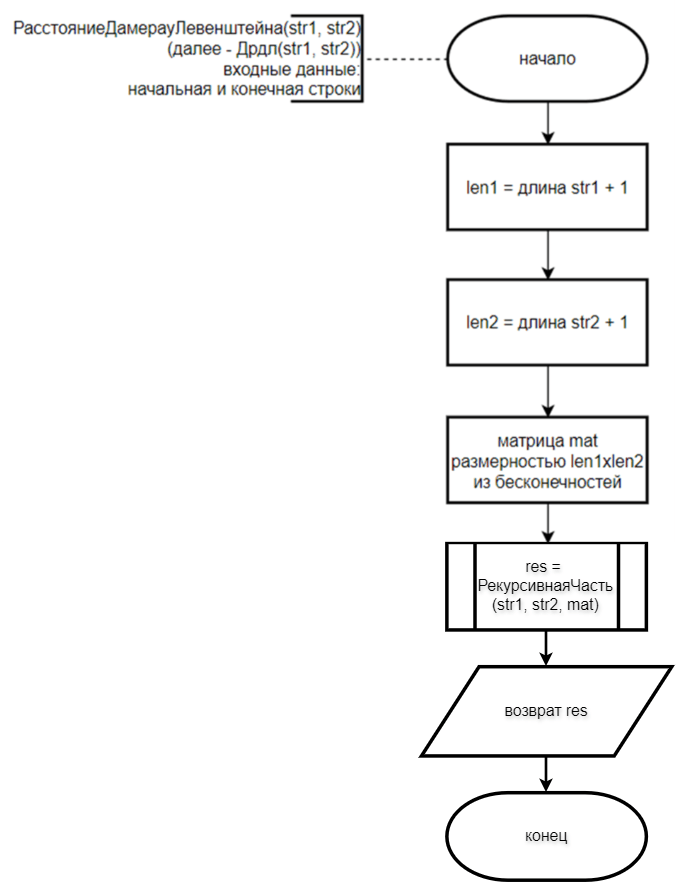 РасстояниеДамерауЛевенштейна(str1, str2)
(далее - Дрдл(str1, str2))
входные данные:
начальная и конечная строки
начало
len1 = длина str1 + 1
len2 = длина str2 + 1
матрица mat
размерностью len1xlen2
из бесконечностей
res =
РекурсивнаяЧасть
(str1, str2, mat)
возврат res
конец